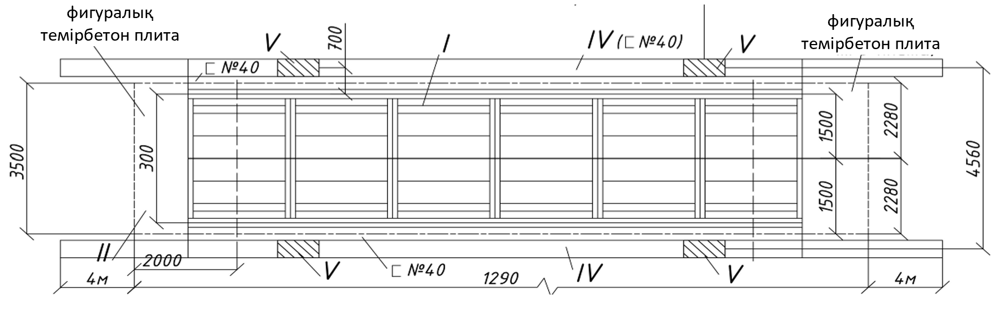 фигуралық
темірбетон плита
V
700
I
IV (⊏ №40)
V
фигуралық
темірбетон плита
⊏ №40
3500
300
1500
2280
4560
1500
2280
II
2000
V
⊏ №40
IV
V
4м
1290
4м